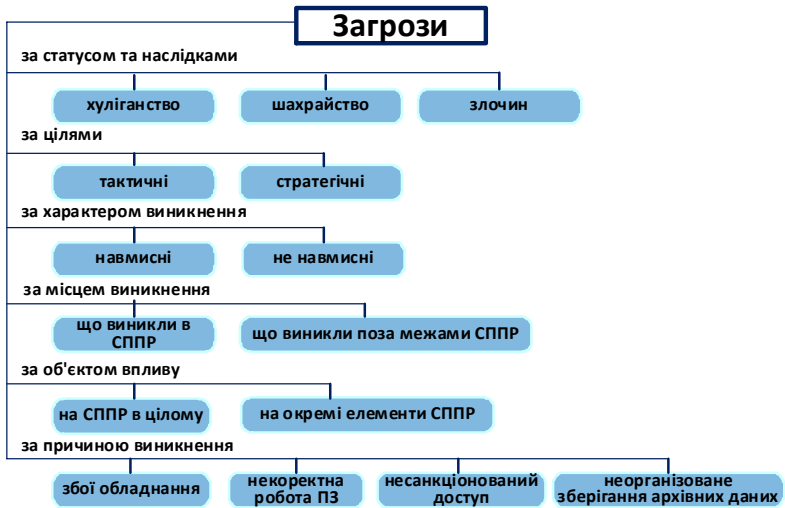 Загрози
за статусом та наслідками
хуліганство
шахрайство
злочин
за цілями
тактичні
стратегічні
за характером виникнення
навмисні
не навмисні
за місцем виникнення
що виникли в
СППР
що виникли поза межами СППР
за об'єктом впливу
на СППР в цілому
на окремі елементи СППР
за причиною виникнення
збої обладнання
некоректна
робота ПЗ
несанкціонований
доступ
неорганізоване
зберігання архівних даних